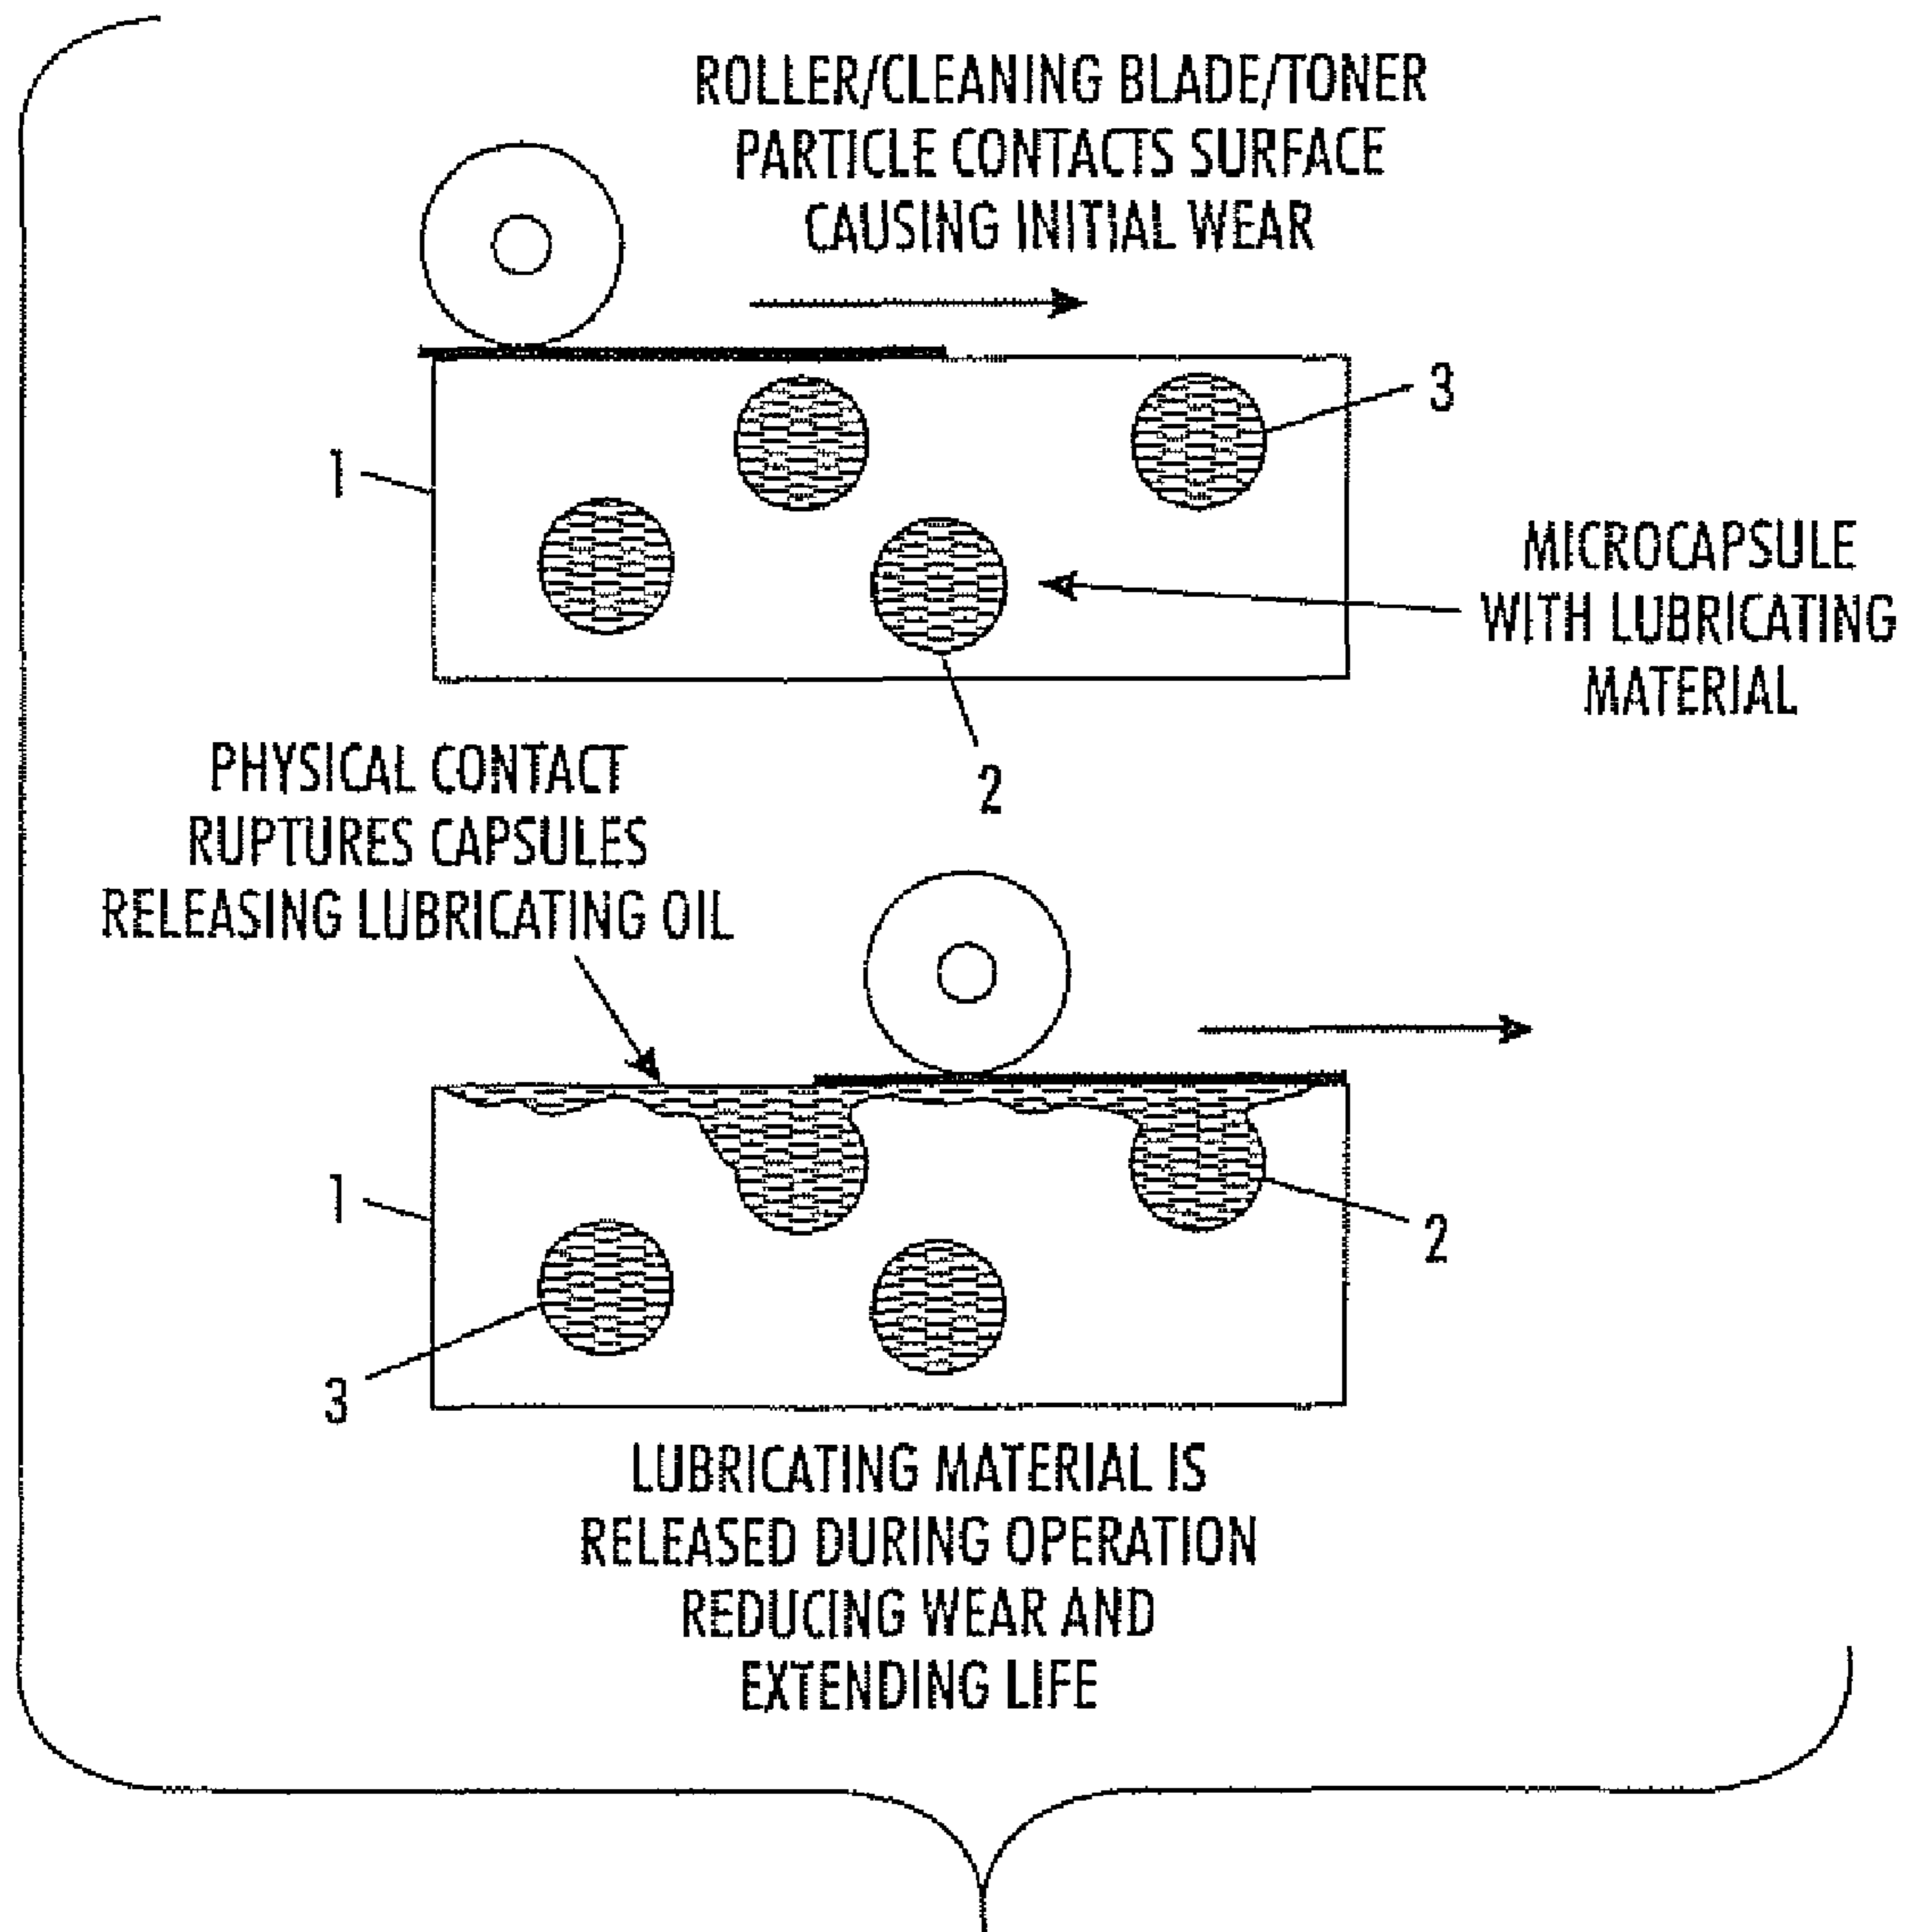 ROLLER/CLEANING BLADE/TONER
PARTICLE CONTACTS SURFACE
CAUSING INITIAL WEAR
3
1
MICROCAPSULE
WITH LUBRICATING
MATERIAL
2
PHYSICAL CONTACT
RUPTURES CAPSULES
RELEASING LUBRICATING OIL
1
2
3
LUBRICATING MATERIAL IS
RELEASED DURING OPERATION
REDUCING WEAR AND
EXTENDING LIFE